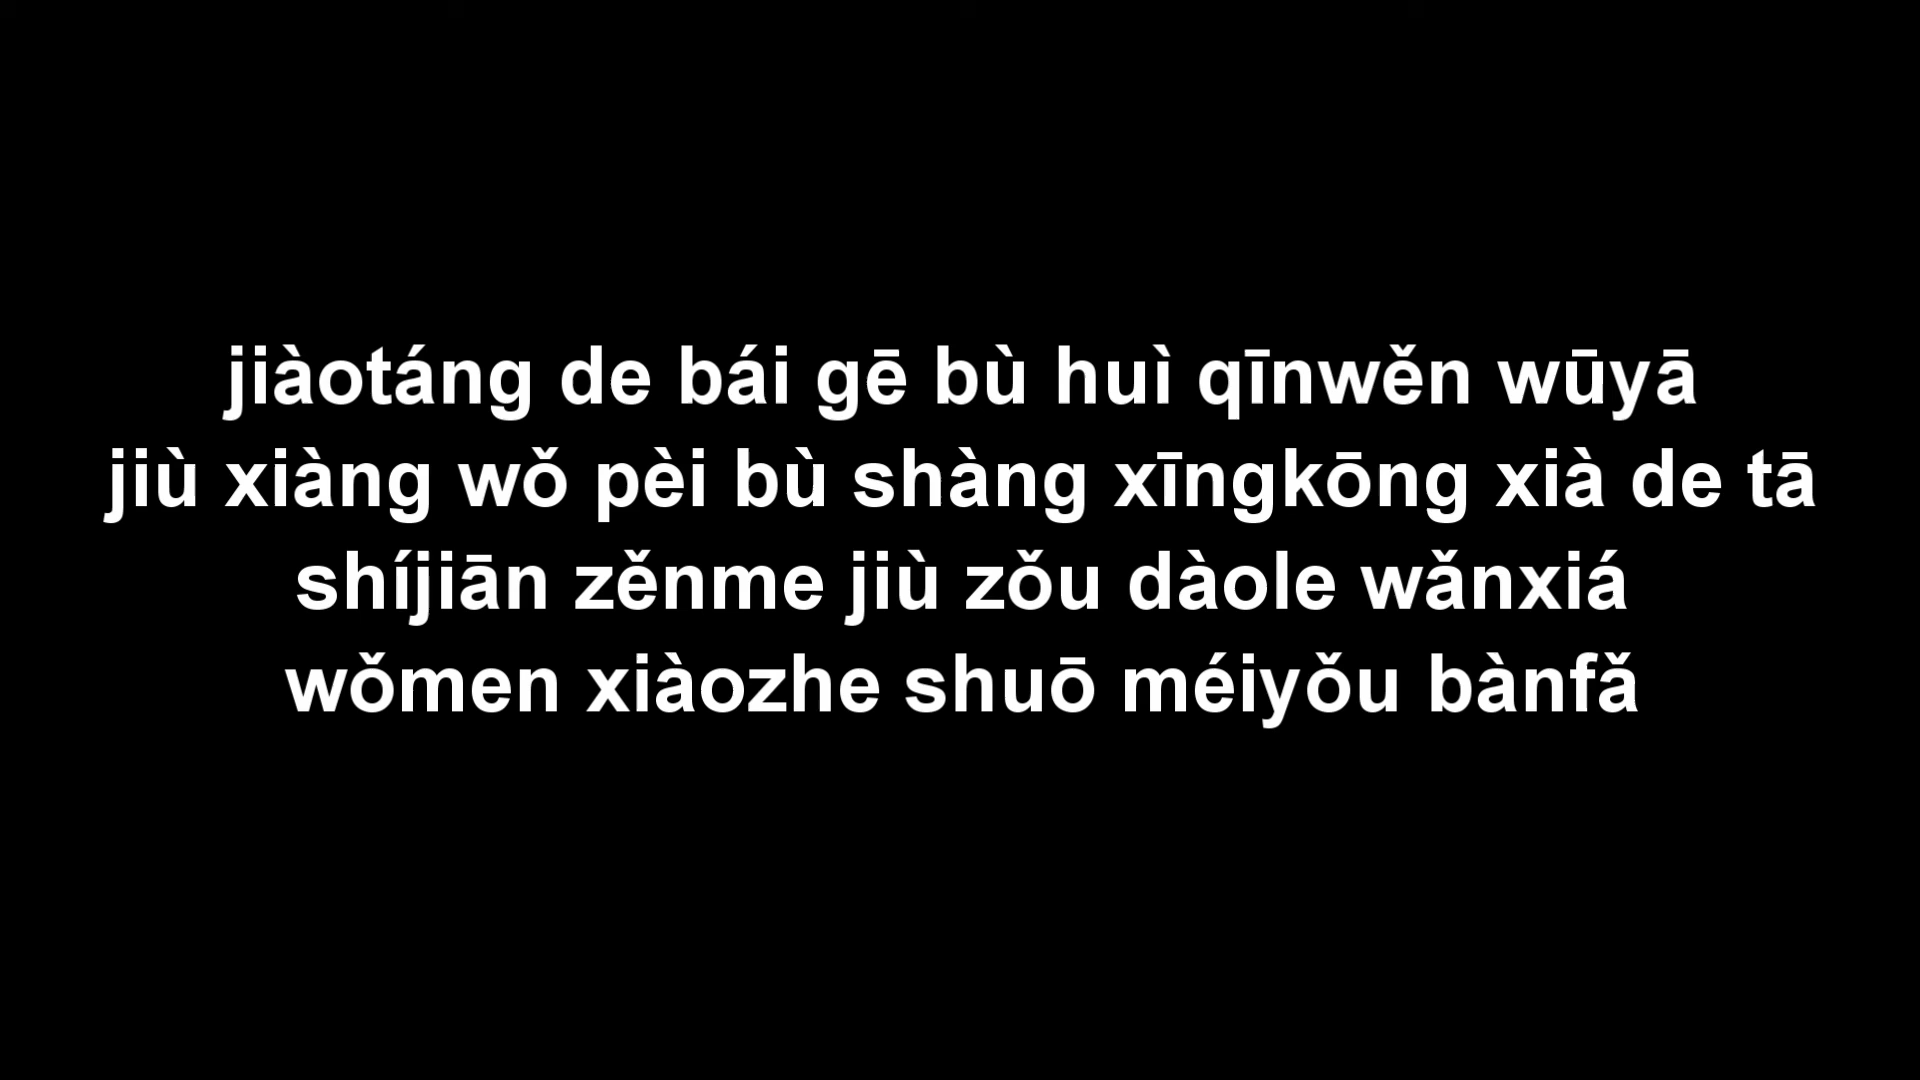 jiàotáng de bái gē bù huì qīnwěn wūyā
jiù xiàng wǒ pèi bù shàng xīngkōng xià de tā
shíjiān zěnme jiù zǒu dàole wǎnxiá
wǒmen xiàozhe shuō méiyǒu bànfǎ